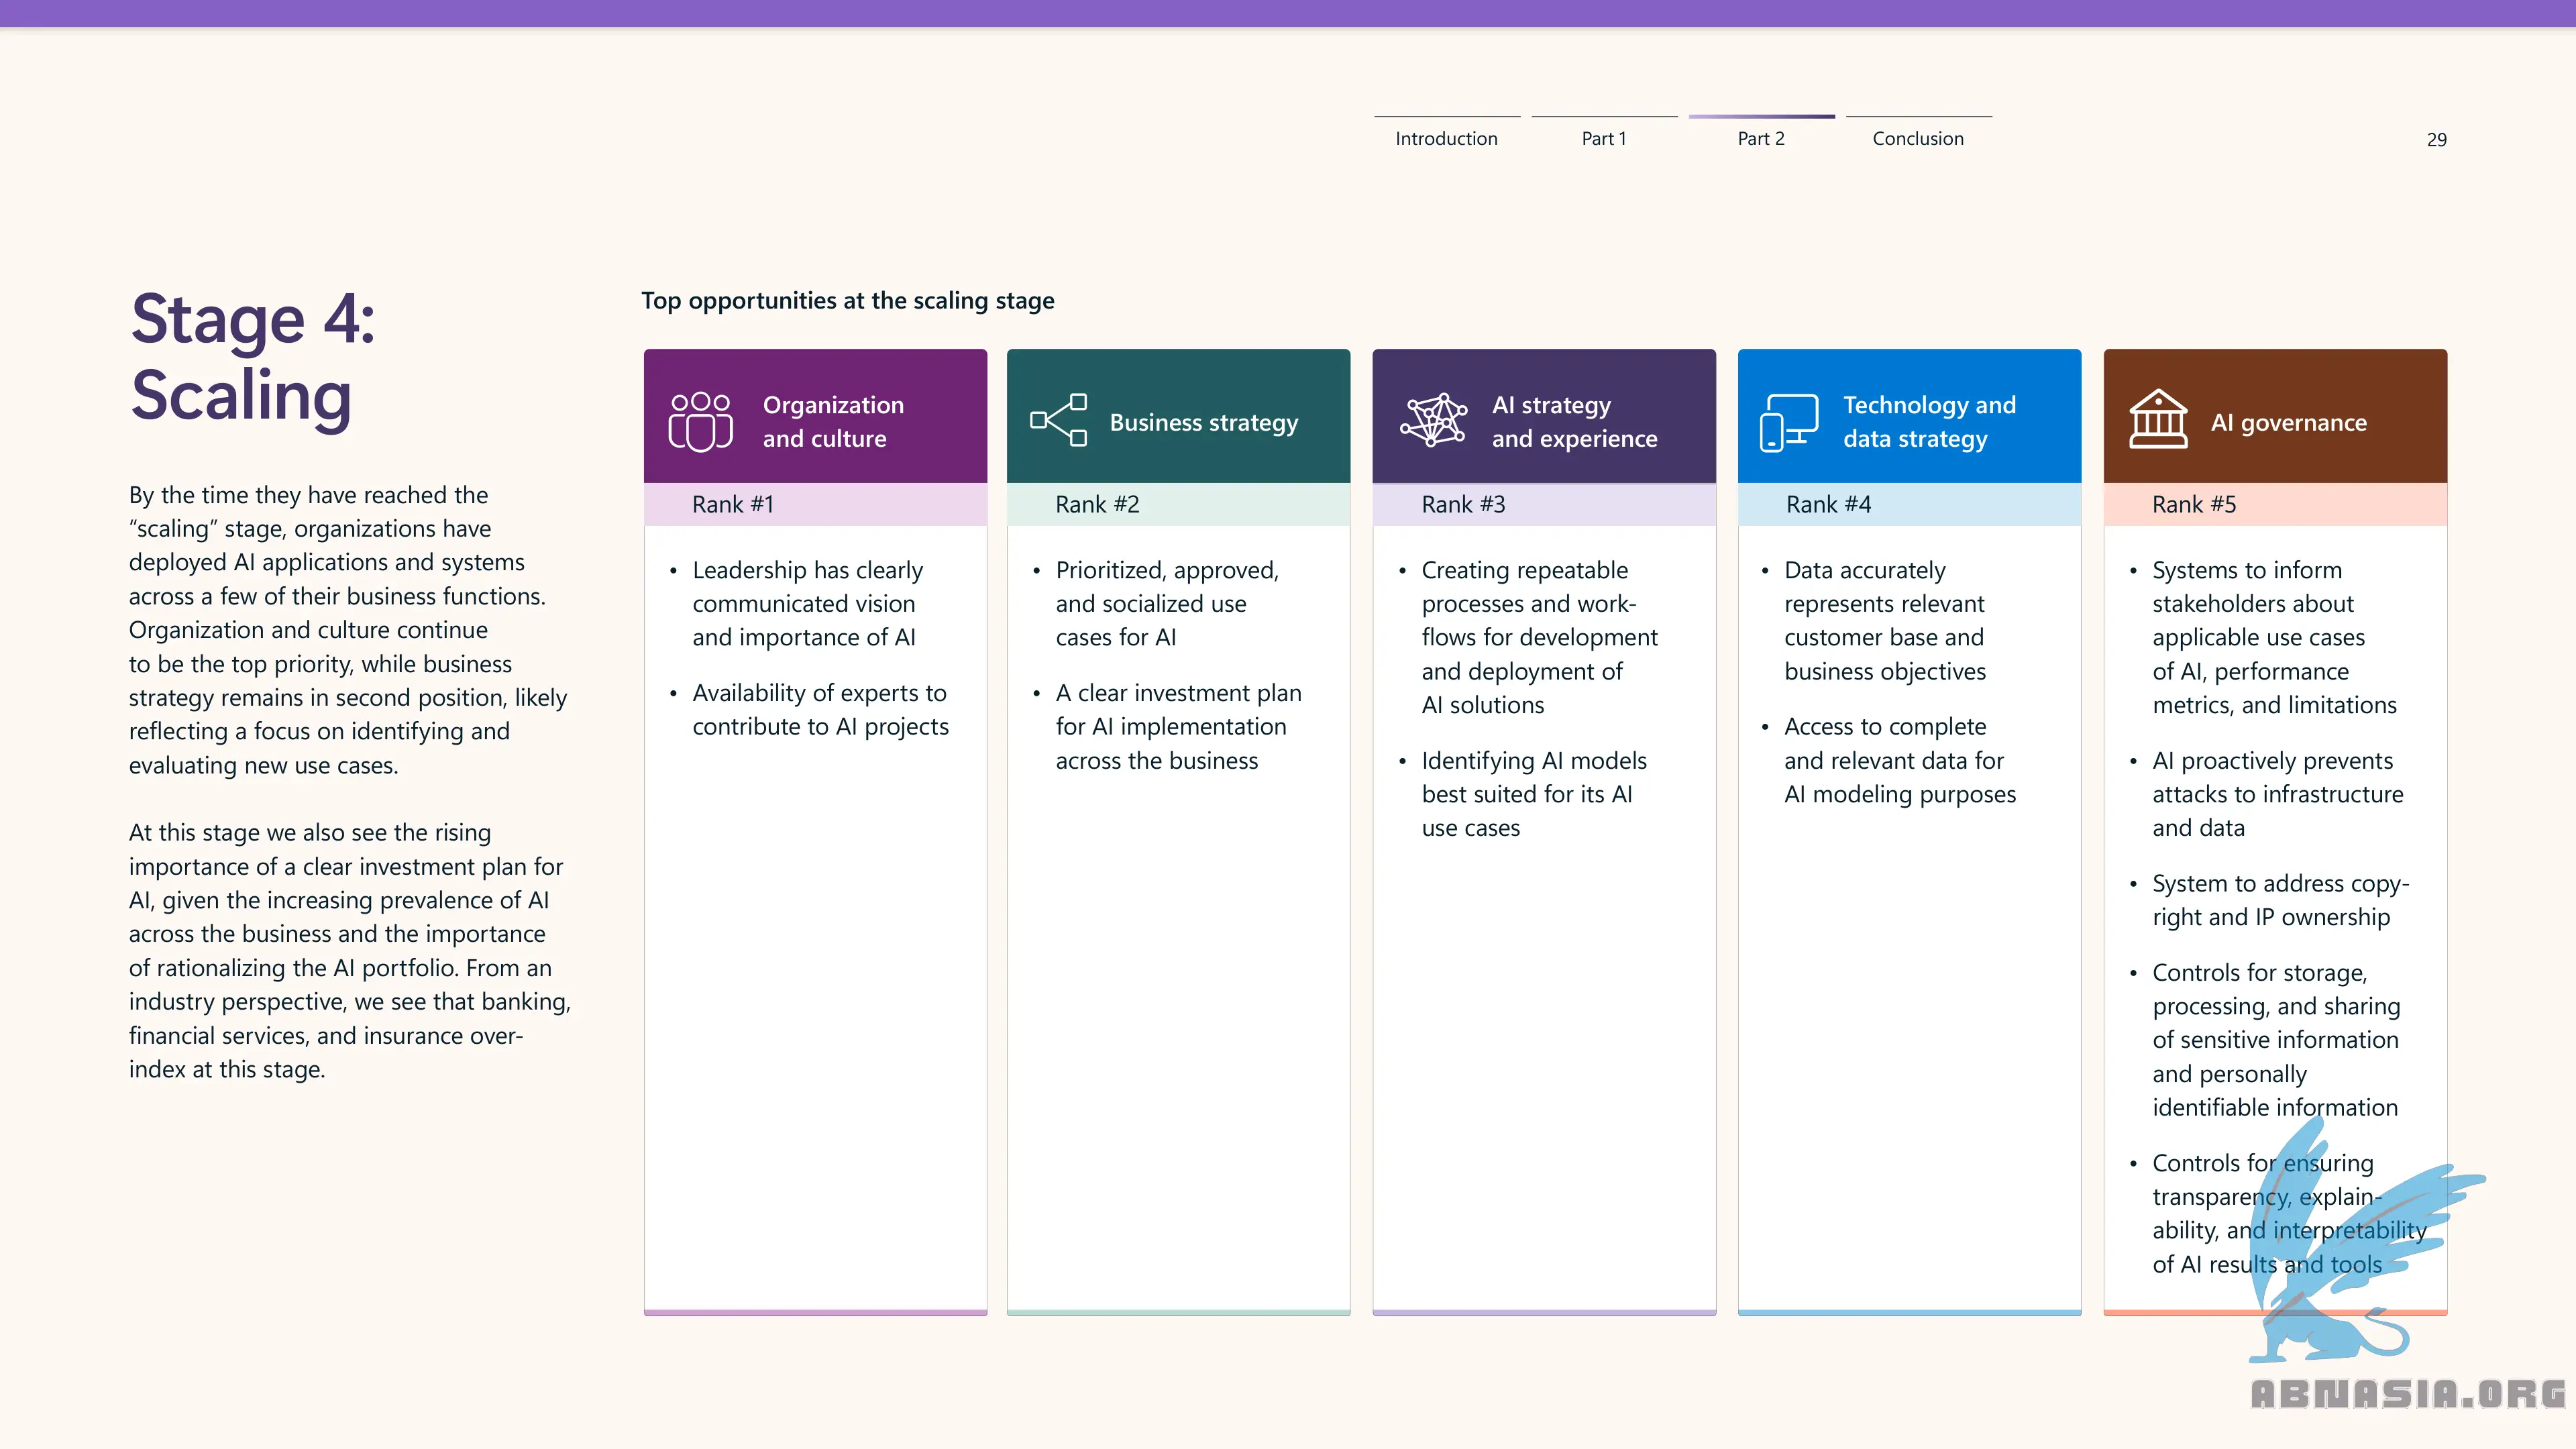 Introduction
Part 1
Part 2
Conclusion
29
Stage 4:
Scaling
By the time they have reached the
“scaling” stage, organizations have
deployed AI applications and systems
across a few of their business functions.
Organization and culture continue
to be the top priority, while business
strategy remains in second position, likely
reflecting a focus on identifying and
evaluating new use cases.
At this stage we also see the rising
importance of a clear investment plan for
AI, given the increasing prevalence of AI
across the business and the importance
of rationalizing the AI portfolio. From an
industry perspective, we see that banking,
financial services, and insurance over-
index at this stage.
Top opportunities at the scaling stage
Organization
and culture
Rank #1
• Leadership has clearly
communicated vision
and importance of AI
• Availability of experts to
contribute to AI projects
Business strategy
Rank #2
• Prioritized, approved,
and socialized use
cases for AI
• A clear investment plan
for AI implementation
across the business
AI strategy
and experience
Rank #3
• Creating repeatable
processes and work-
flows for development
and deployment of
AI solutions
• Identifying AI models
best suited for its AI
use cases
Technology and
data strategy
Rank #4
• Data accurately
represents relevant
customer base and
business objectives
• Access to complete
and relevant data for
AI modeling purposes
AI governance
Rank #5
• Systems to inform
stakeholders about
applicable use cases
of AI, performance
metrics, and limitations
• AI proactively prevents
attacks to infrastructure
and data
• System to address copy-
right and IP ownership
• Controls for storage,
processing, and sharing
of sensitive information
and personally
identifiable information
• Controls for ensuring
transparency, explain-
ability, and interpretability
of AI results and tools
ABNASIA.ORG